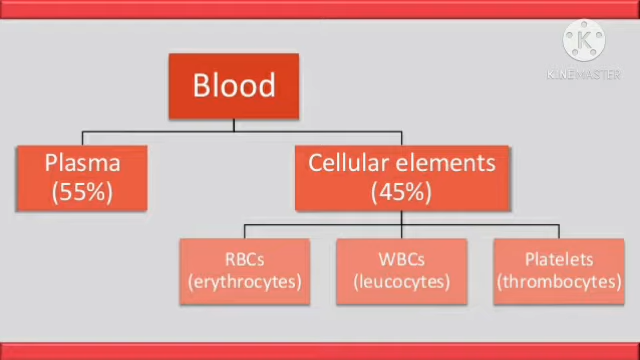 Blood
KINEMASTER
Plasma
(55%)
Cellular elements
(45%)
RBCs
(erythrocytes)
WBCs
(leucocytes)
Platelets
(thrombocytes)